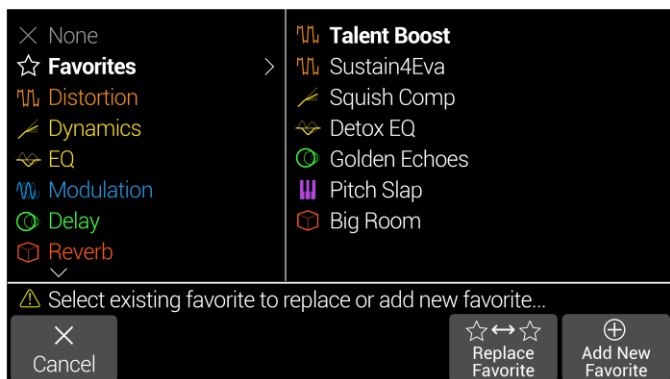 None
Favorites
Distortion
Dynamics
EQ
Modulation
Delay
Reverb
Talent Boost
Sustain4Eva
Squish Comp
Detox EQ
Golden Echoes
Pitch Slap
Big Room
Select existing favorite to replace or add new favorite...
Cancel
Replace
Favorite
Add New
Favorite